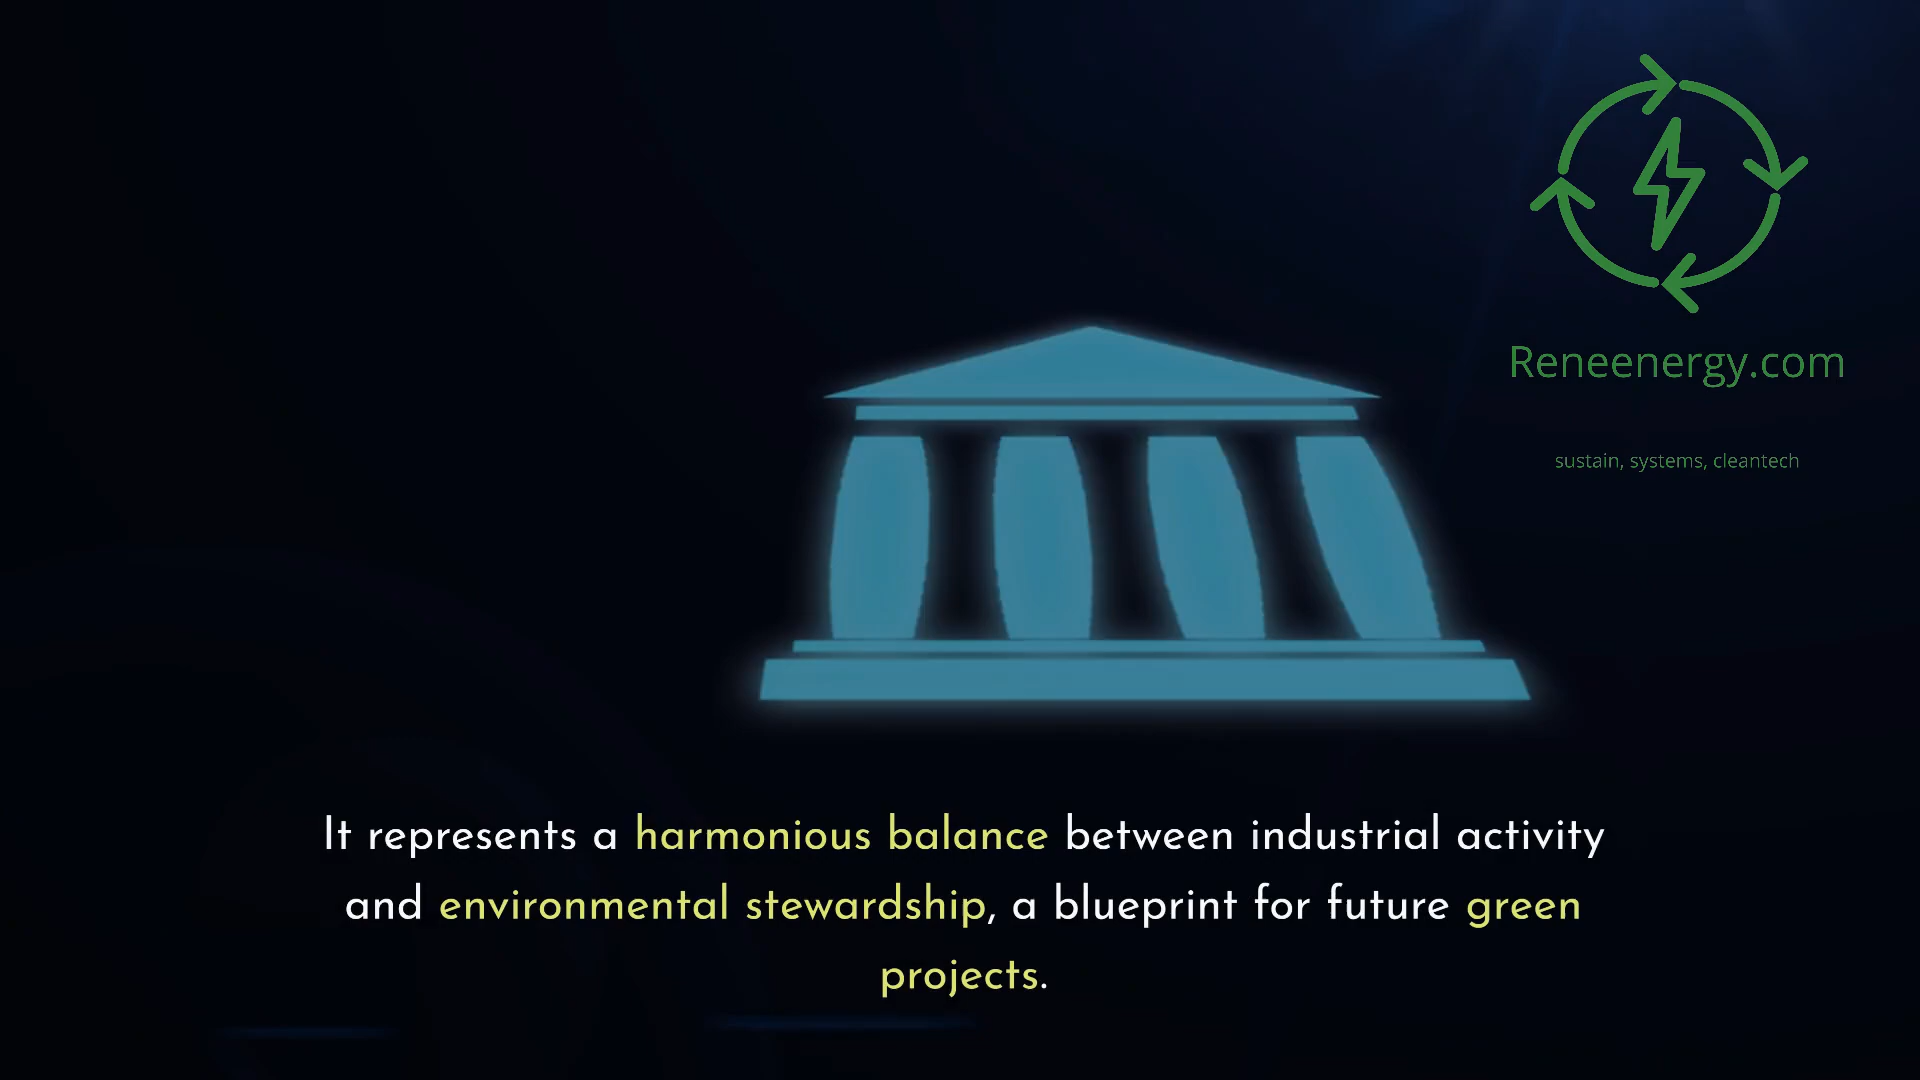 Reneenergy.com
sustain, systems, cleantech
It represents a harmonious balance between industrial activity
and environmental stewardship, a blueprint for future green
projects.